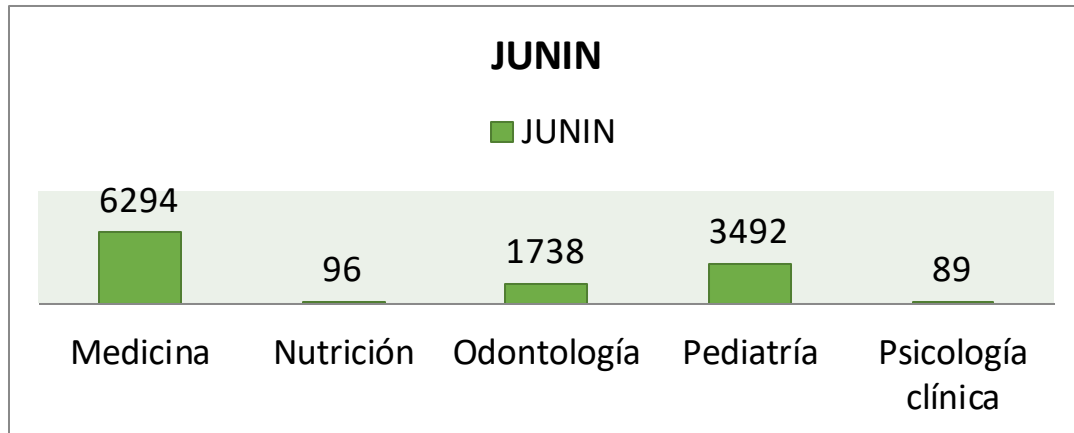 JUNIN
JUNIN
6294
96
1738
3492
89
Medicina
Nutrición
Odontología
Pediatría
Psicología
clínica